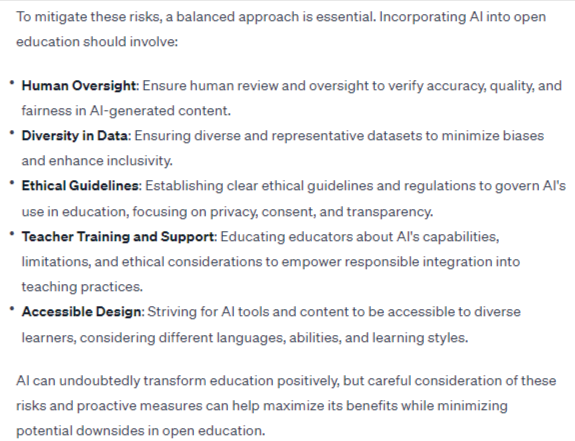 To mitigate these risks, a balanced approach is essential. Incorporating AI into open
education should involve:
• Human Oversight: Ensure human review and oversight to verify accuracy, quality, and
fairness in AI-generated content.
• Diversity in Data: Ensuring diverse and representative datasets to minimize biases
and enhance inclusivity.
• Ethical Guidelines: Establishing clear ethical guidelines and regulations to govern AI's
use in education, focusing on privacy, consent, and transparency.
• Teacher Training and Support: Educating educators about AI's capabilities,
limitations, and ethical considerations to empower responsible integration into
teaching practices.
• Accessible Design: Striving for AI tools and content to be accessible to diverse
learners, considering different languages, abilities, and learning styles.
AI can undoubtedly transform education positively, but careful consideration of these
risks and proactive measures can help maximize its benefits while minimizing
potential downsides in open education.